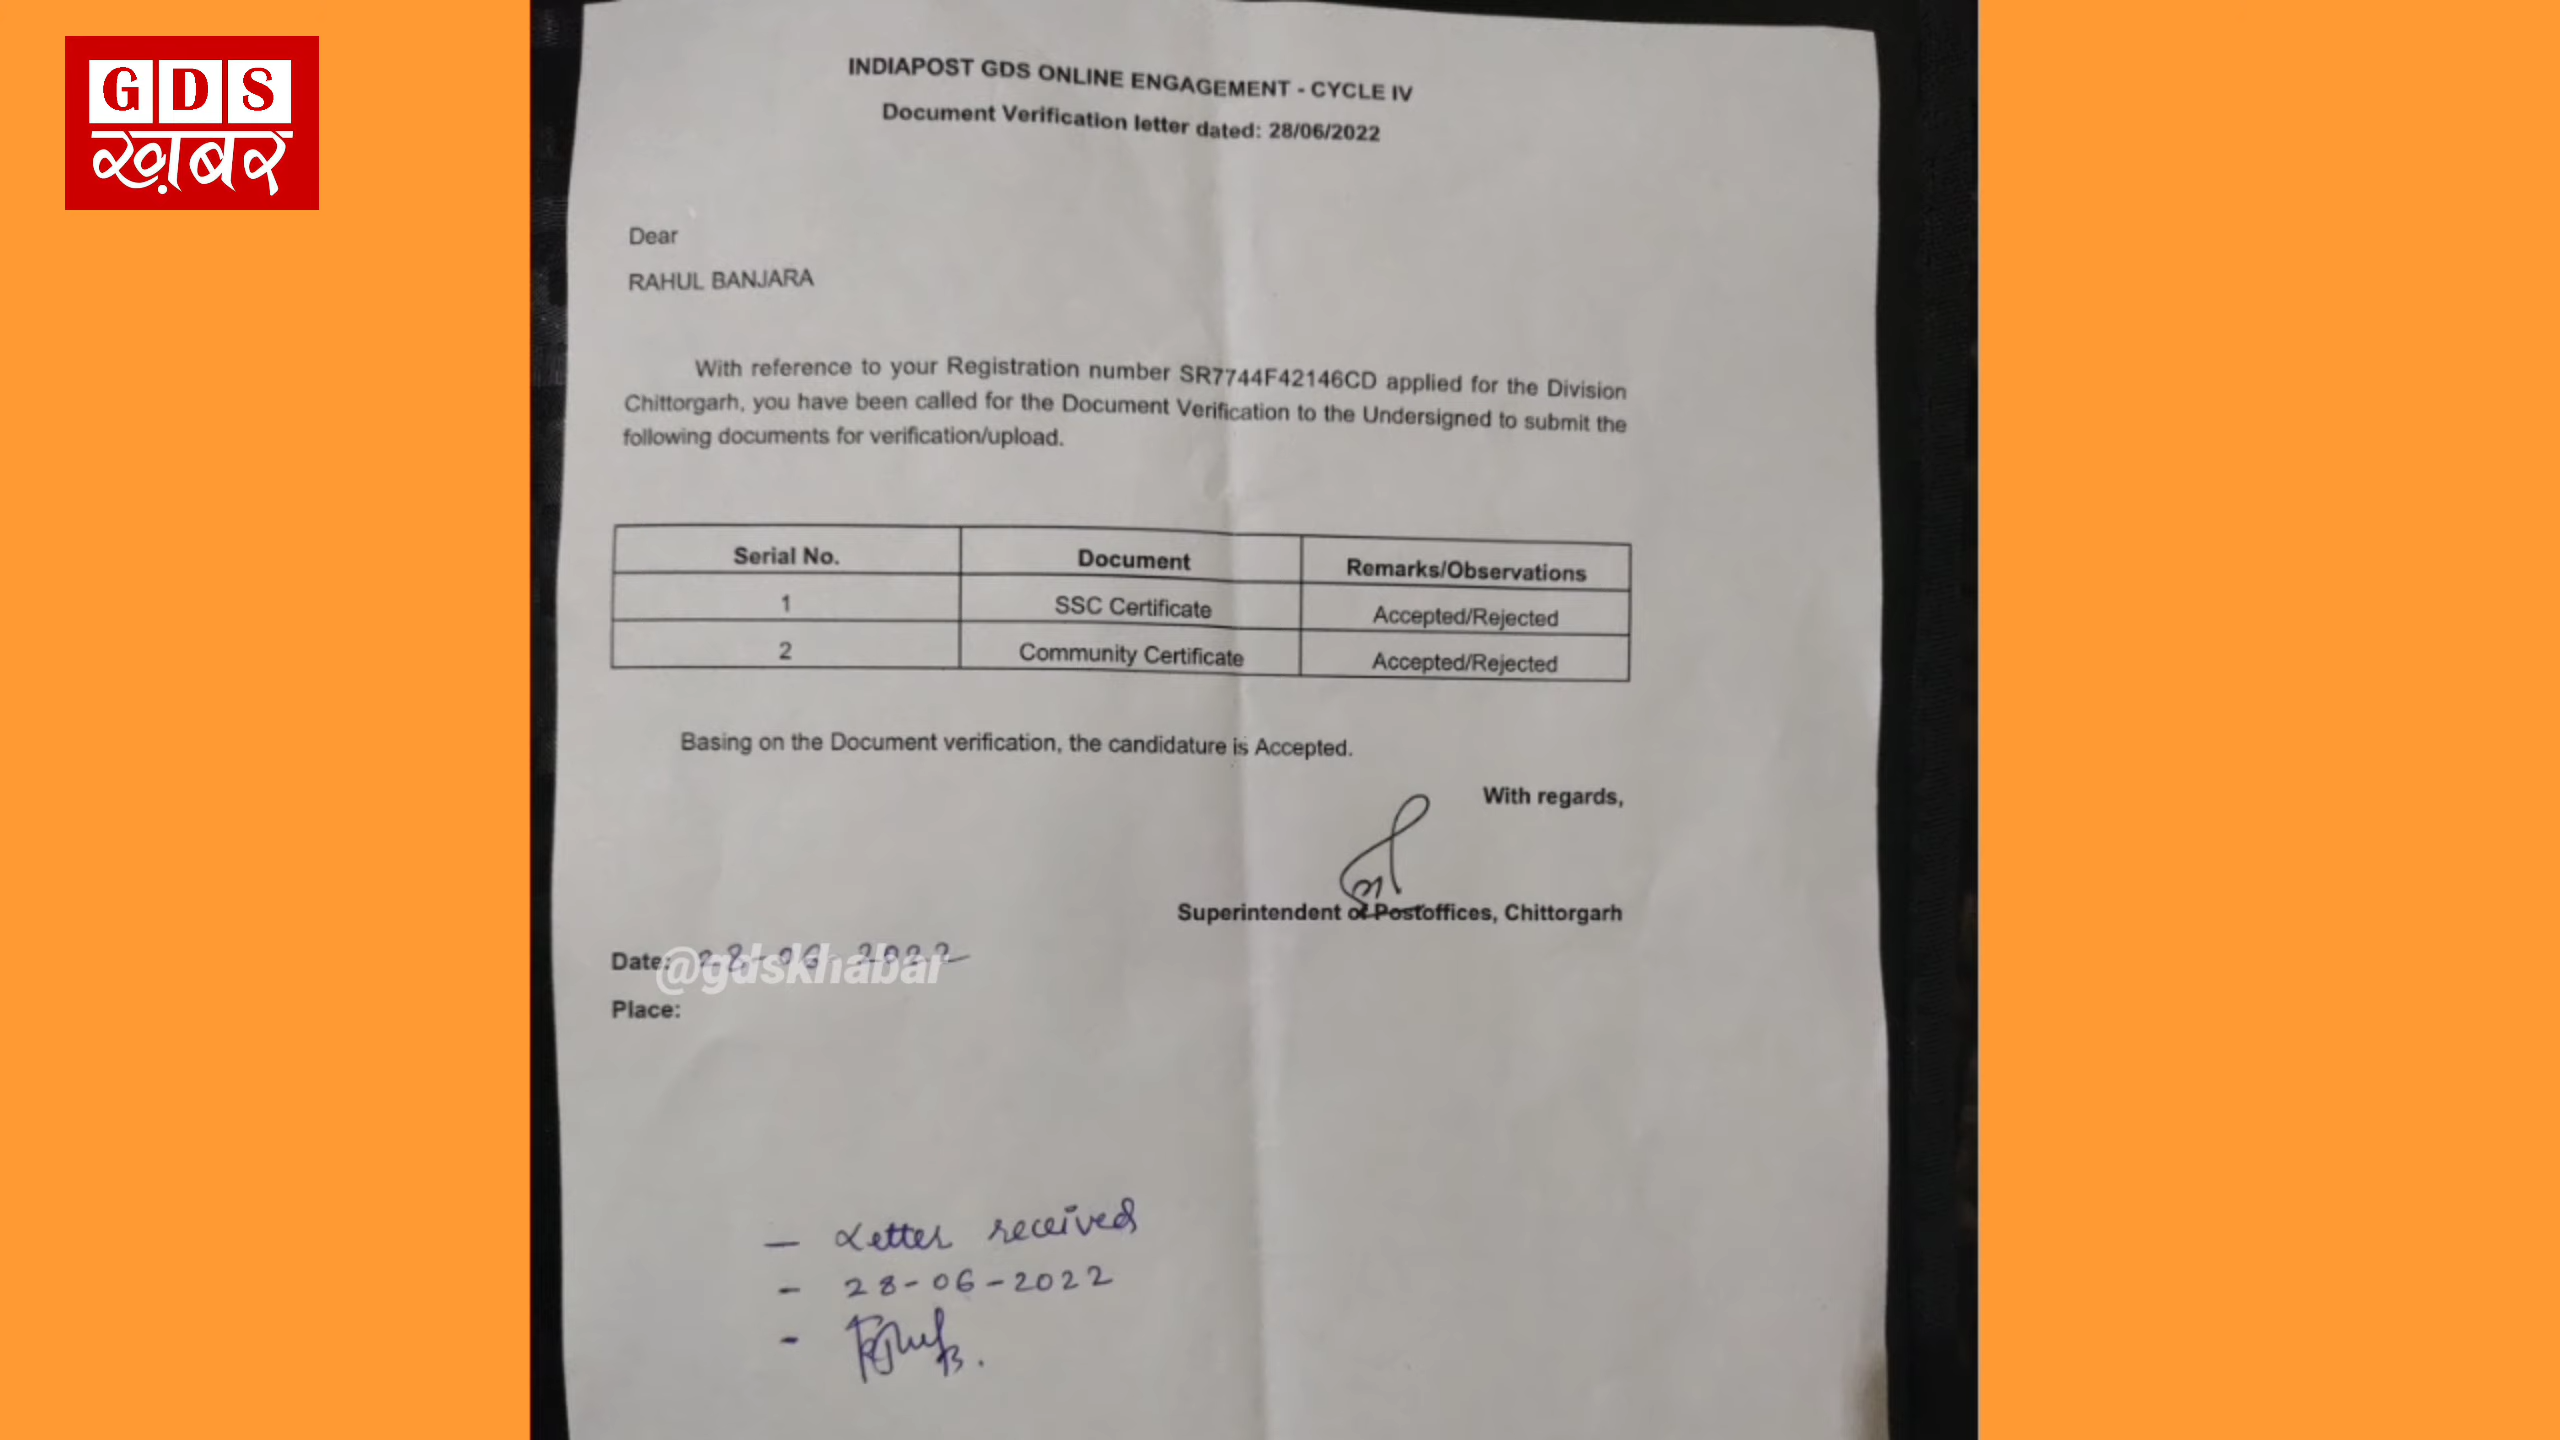 GDS
ख़बर
INDIAPOST GDS ONLINE ENGAGEMENT - CYCLE IV
Document Verification letter dated: 28/06/2022
Dear
RAHUL BANJARA
With reference to your Registration number SR7744F42146CD applied for the Division
Chittorgarh, you have been called for the Document Verification to the Undersigned to submit the
following documents for verification/upload.
Serial No. Document Remarks/Observations
1 SSC Certificate Accepted/Rejected
2 Community Certificate Accepted/Rejected
Basing on the Document verification, the candidature is Accepted.
With regards,
Superintendent of Postoffices, Chittorgarh
Date: 28-06-2022
@gdskhabar
Place:
- Letter received
- 28-06-2022
-